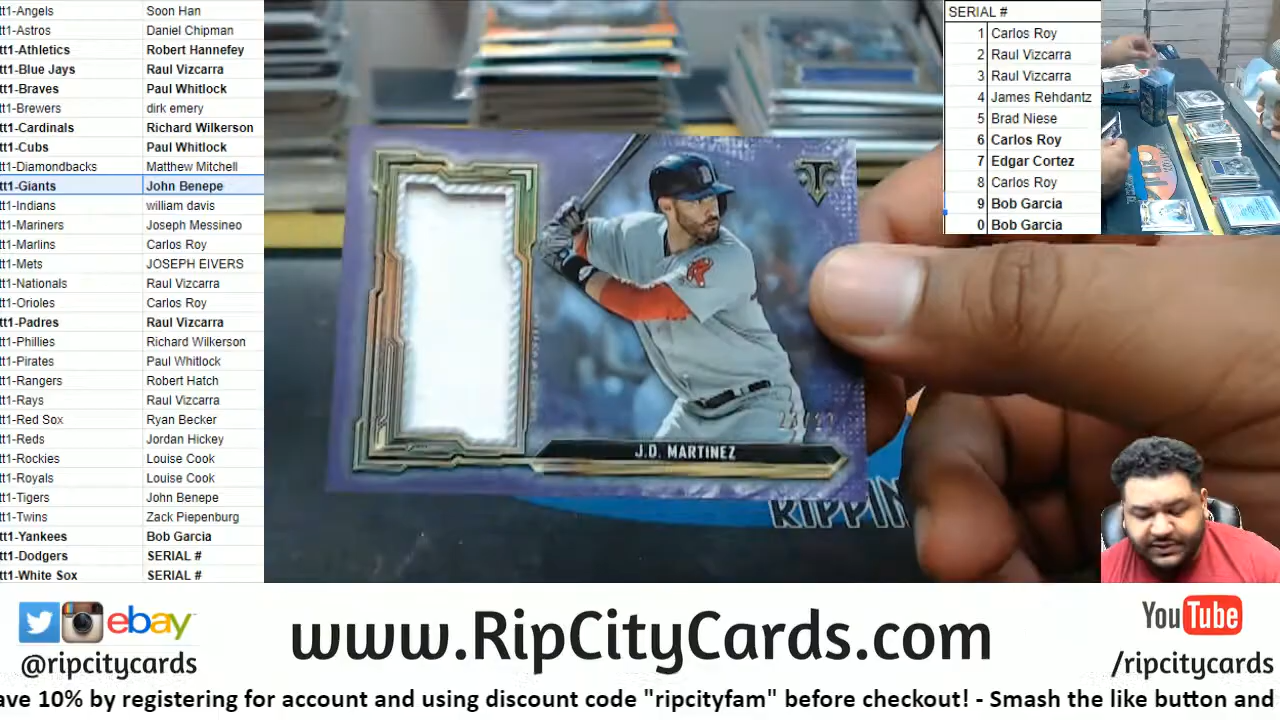 tt1-Angels Soon Han
tt1-Astros Daniel Chipman
tt1-Athletics Robert Hannefey
tt1-Blue Jays Raul Vizcarra
tt1-Braves Paul Whitlock
tt1-Brewers dirk emery
tt1-Cardinals Richard Wilkerson
tt1-Cubs Paul Whitlock
tt1-Diamondbacks Matthew Mitchell
tt1-Giants John Benepe
tt1-Indians william davis
tt1-Mariners Joseph Messineo
tt1-Marlins Carlos Roy
tt1-Mets JOSEPH EIVERS
tt1-Nationals Raul Vizcarra
tt1-Orioles Carlos Roy
tt1-Padres Raul Vizcarra
tt1-Phillies Richard Wilkerson
tt1-Pirates Paul Whitlock
tt1-Rangers Robert Hatch
tt1-Rays Raul Vizcarra
tt1-Red Sox Ryan Becker
tt1-Reds Jordan Hickey
tt1-Rockies Louise Cook
tt1-Royals Louise Cook
tt1-Tigers John Benepe
tt1-Twins Zack Piepenburg
tt1-Yankees Bob Garcia
tt1-Dodgers SERIAL #
tt1-White Sox SERIAL #
SERIAL #
1 Carlos Roy
2 Raul Vizcarra
3 Raul Vizcarra
4 James Rehdantz
5 Brad Niese
6 Carlos Roy
7 Edgar Cortez
8 Carlos Roy
9 Bob Garcia
0 Bob Garcia
J.D. MARTINEZ
RIPPIN
ebay
@ripcitycards
www.RipCityCards.com
YouTube
/ripcitycards
ave 10% by registering for account and using discount code "ripcityfam" before checkout! - Smash the like button and